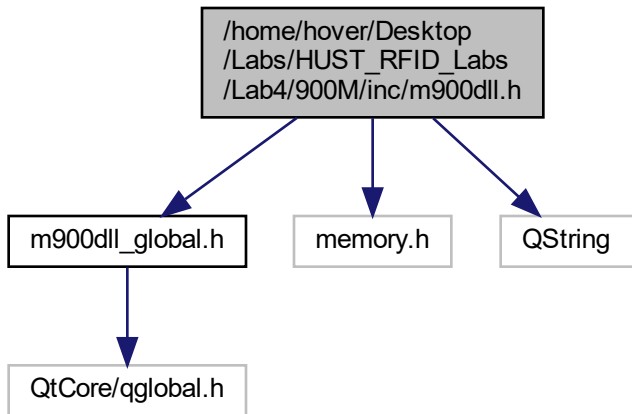 /home/hover/Desktop
/Labs/HUST_RFID_Labs
/Lab4/900M/inc/m900dll.h
m900dll_global.h
memory.h
QString
QtCore/qglobal.h